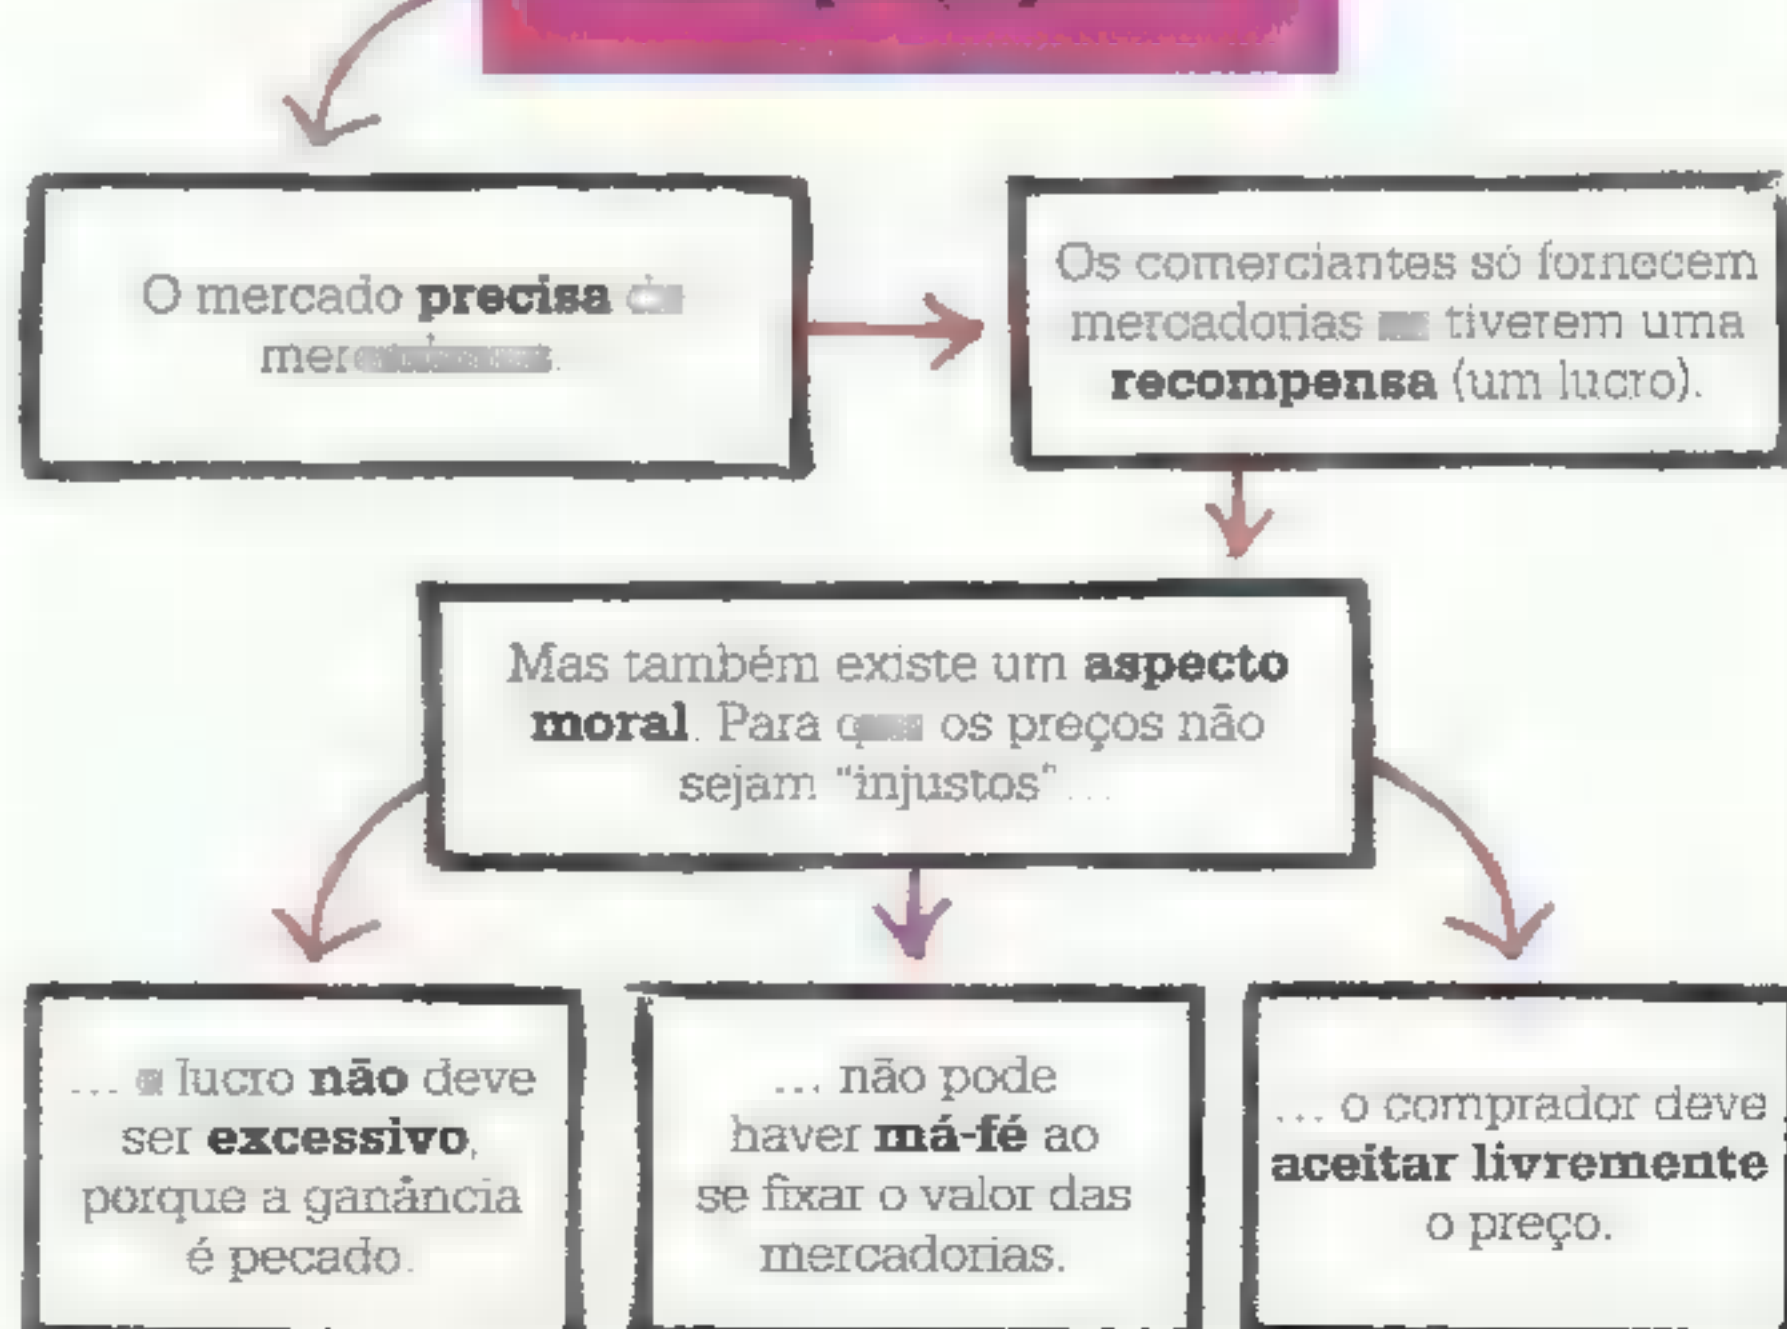 O mercado precisa
Os comerciantes só fornecem
mercadorias tiverem uma
recompensa (um lucro).
Mas também existe um aspecto
moral. Para os preços não
sejam “injustos”...
... lucro não deve
ser excessivo,
porque a ganância
é pecado.
... não pode
haver má-fé ao
se fixar o valor das
mercadorias.
... o comprador deve
aceitar livremente
o preço.